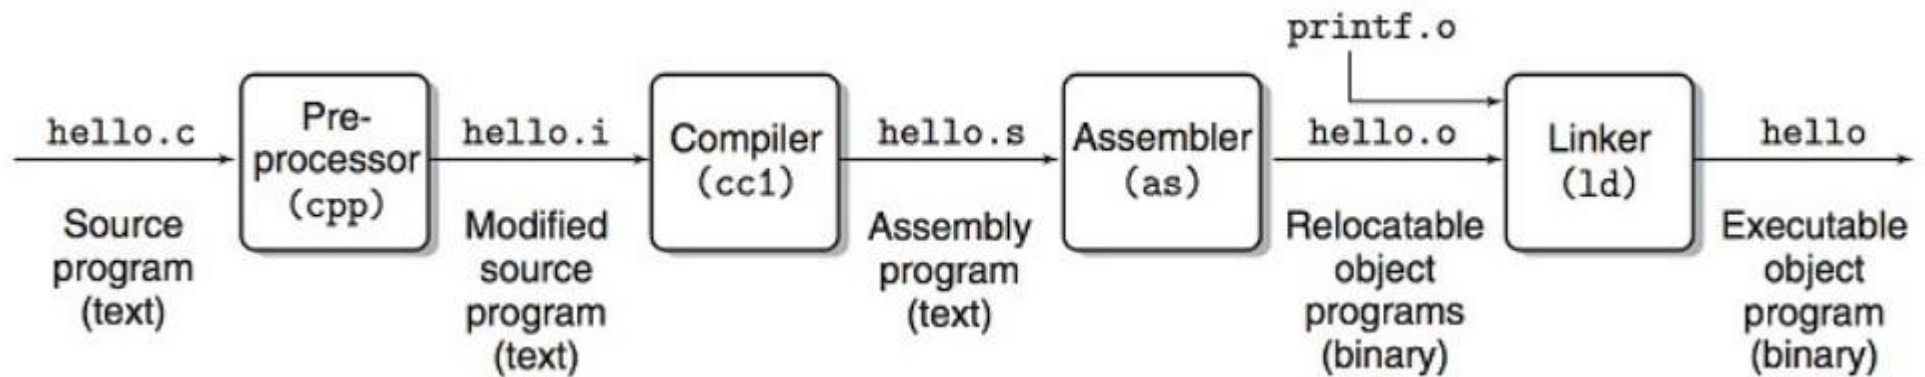 printf.o
hello.c
Pre-
processor
(cpp)
hello.i
Compiler
(cc1)
hello.s
Assembler
(as)
hello.o
Linker
(ld)
hello
Source
program
(text)
Modified
source
program
(text)
Assembly
program
(text)
Relocatable
object
programs
(binary)
Executable
object
program
(binary)